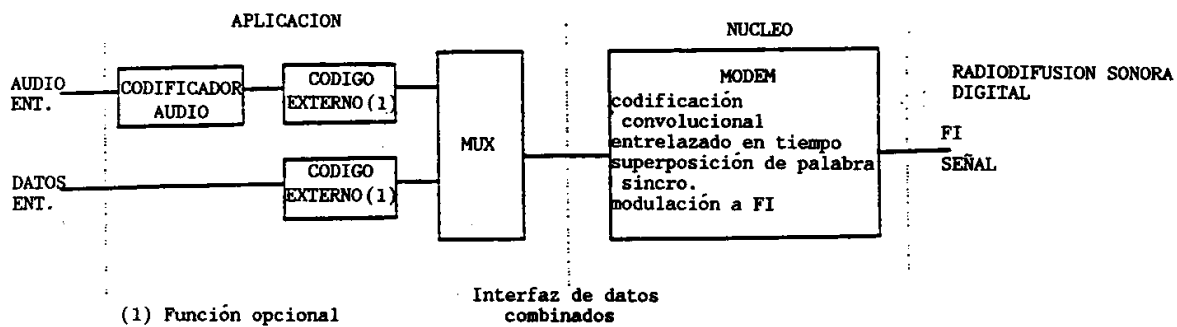 APLICACION
NUCLEO
AUDIO
ENT.
CODIFICADOR
AUDIO
CODIGO
EXTERNO(1)
DATOS
ENT.
CODIGO
EXTERNO(1)
MUX
MODEM
codificación
convolucional
entrelazado en tiempo
superposición de palabra
sincro.
modulación a FI
RADIODIFUSION SONORA
DIGITAL
FI
SEÑAL
(1) Función opcional
Interfaz de datos
combinados